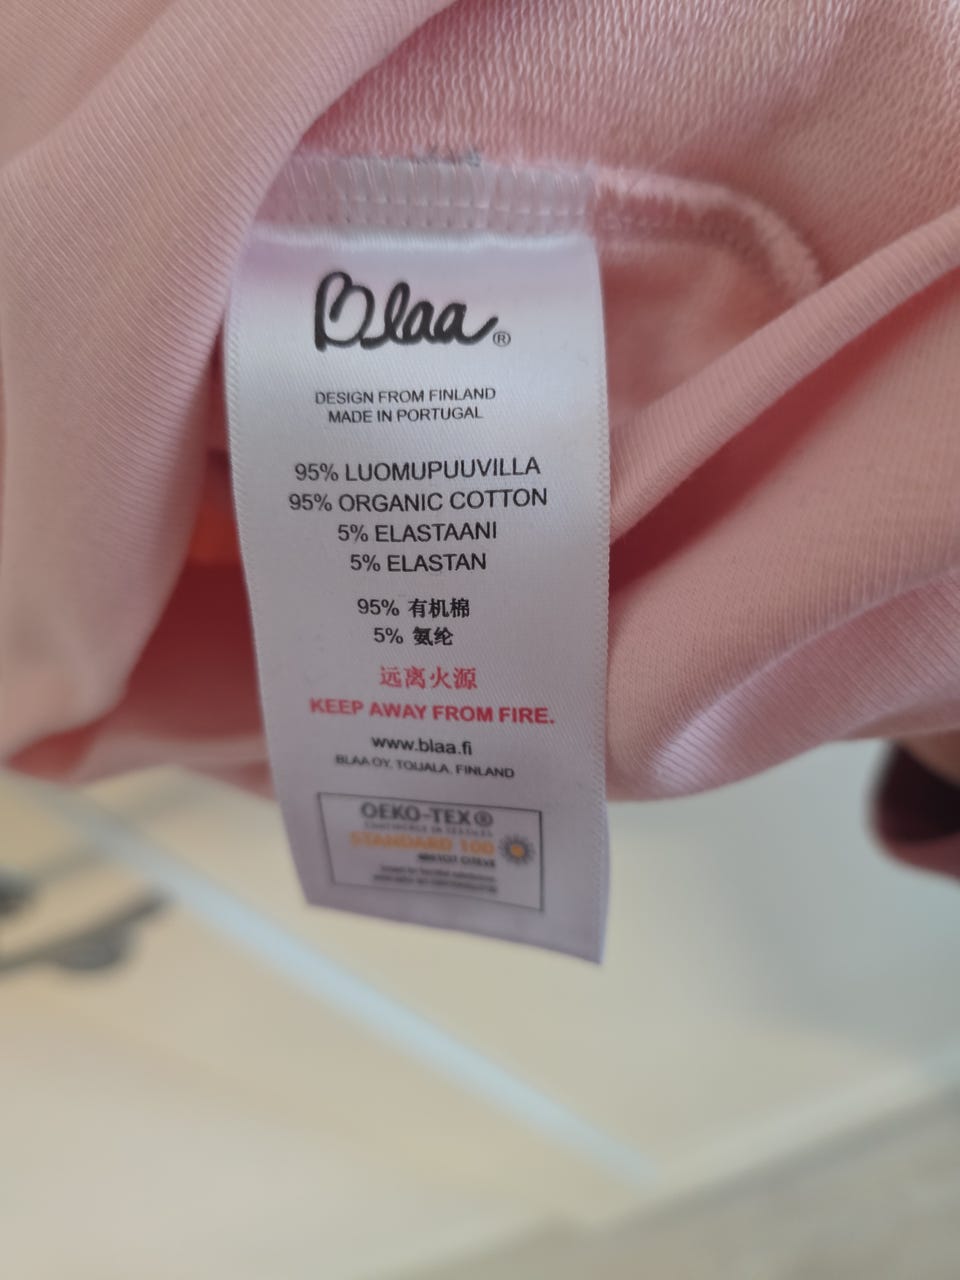 Blaa®
DESIGN FROM FINLAND
MADE IN PORTUGAL
95% LUOMUPUUVILLA
95% ORGANIC COTTON
5% ELASTAANI
5% ELASTAN
95% 有机棉
5% 氨纶
远离火源
KEEP AWAY FROM FIRE.
www.blaa.fi
BLAA OY, TOIJALA, FINLAND
OEKO-TEX®
STANDARD 100